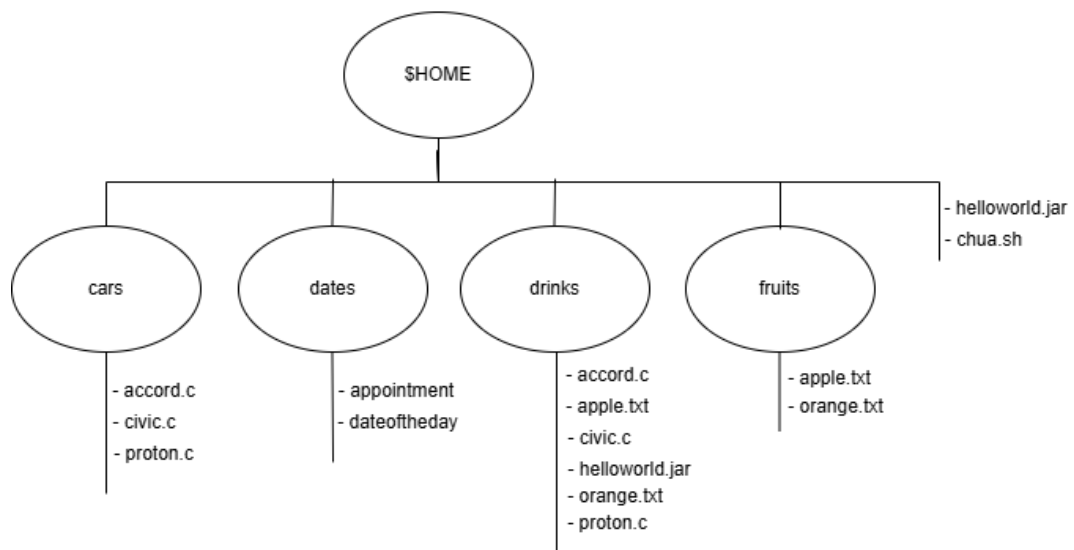 $HOME
- helloworld.jar
- chua.sh
cars
dates
drinks
fruits
- accord.c
- civic.c
- proton.c
- appointment
- dateoftheday
- accord.c
- apple.txt
- civic.c
- helloworld.jar
- orange.txt
- proton.c
- apple.txt
- orange.txt